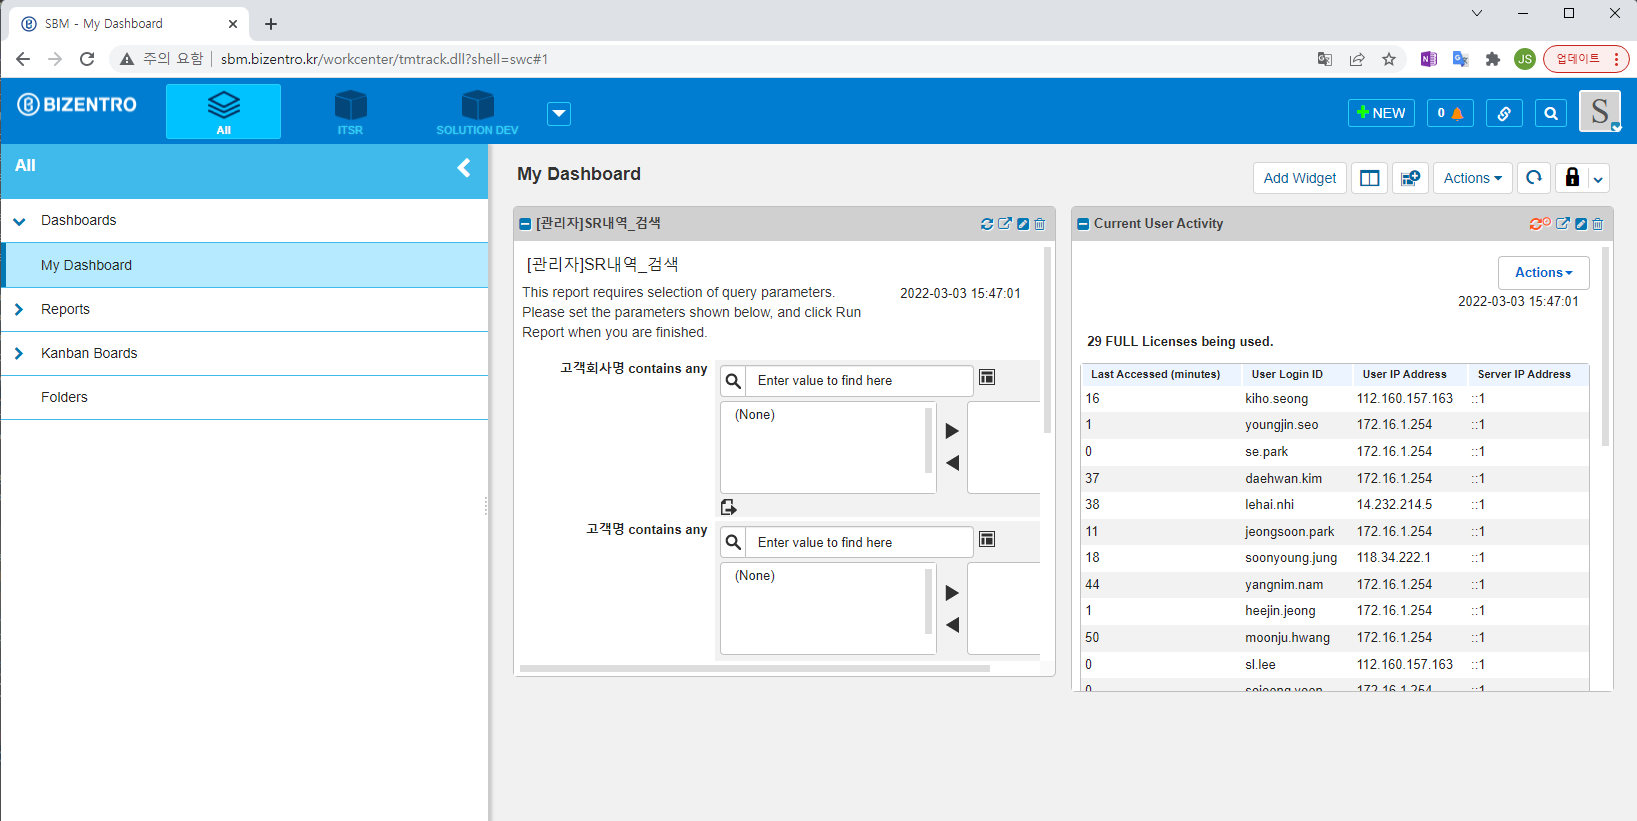 SBM - My Dashboard
주의 요함 | sbm.bizentro.kr/workcenter/tmtrack.dll?shell=swc#1
JS
업데이트
BIZENTRO
All
ITSR
SOLUTION DEV
NEW
0
S
All
Dashboards
My Dashboard
Reports
Kanban Boards
Folders
My Dashboard
Add Widget
Actions
[관리자]SR내역_검색
[관리자]SR내역_검색
This report requires selection of query parameters.
Please set the parameters shown below, and click Run
Report when you are finished.
2022-03-03 15:47:01
고객회사명 contains any
Enter value to find here
(None)
고객명 contains any
Enter value to find here
(None)
Current User Activity
Actions
2022-03-03 15:47:01
29 FULL Licenses being used.
Last Accessed (minutes) User Login ID User IP Address Server IP Address
16 kiho.seong 112.160.157.163 ::1
1 youngjin.seo 172.16.1.254 ::1
0 se.park 172.16.1.254 ::1
37 daehwan.kim 172.16.1.254 ::1
38 lehai.nhi 14.232.214.5 ::1
11 jeongsoon.park 172.16.1.254 ::1
18 soonyoung.jung 118.34.222.1 ::1
44 yangnim.nam 172.16.1.254 ::1
1 heejin.jeong 172.16.1.254 ::1
50 moonju.hwang 172.16.1.254 ::1
0 sl.lee 112.160.157.163 ::1
0 172.16.1.254 ::1